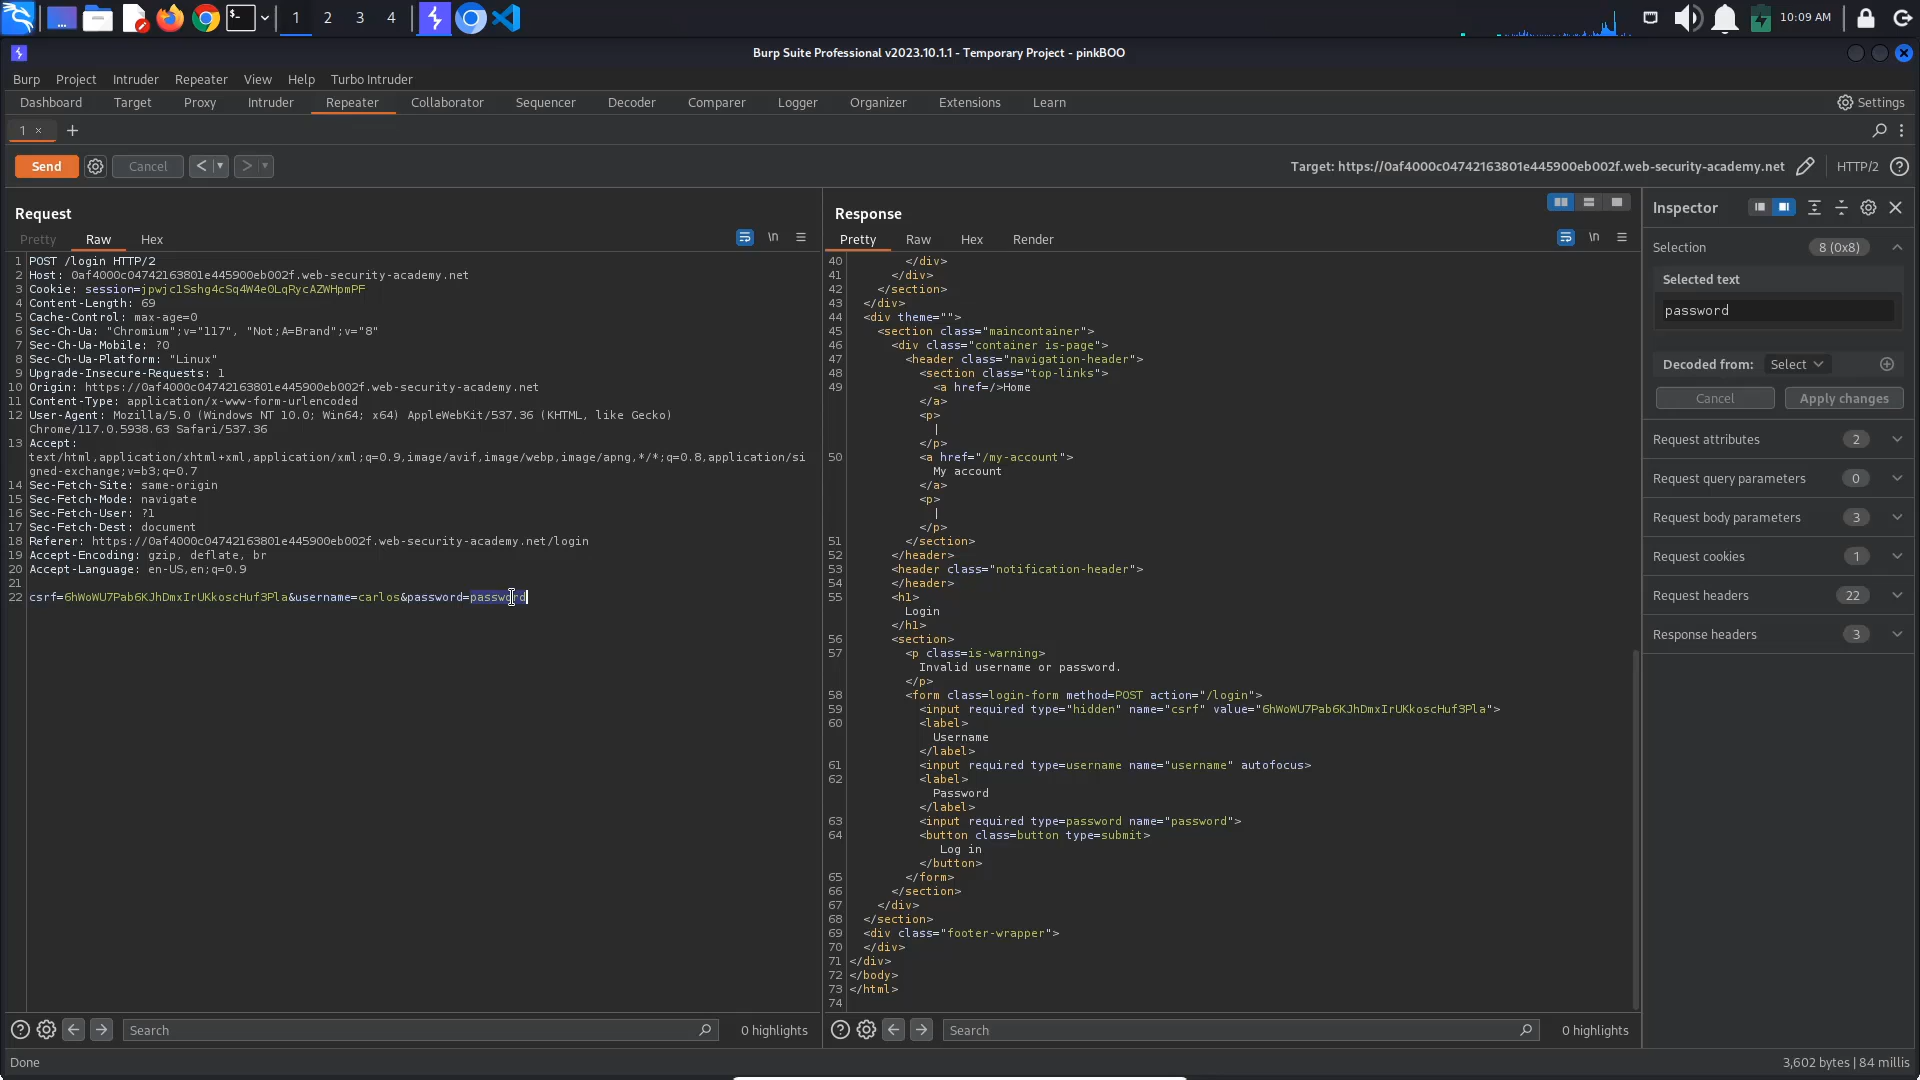 1 2 3 4 10:09 AM
Burp Suite Professional v2023.10.1.1 - Temporary Project - pinkBOO
Burp Project Intruder Repeater View Help Turbo Intruder
Dashboard Target Proxy Intruder Repeater Collaborator Sequencer Decoder Comparer Logger Organizer Extensions Learn Settings
1 × +
Send Cancel < > Target: https://0af4000c04742163801e445900eb002f.web-security-academy.net HTTP/2 ?
Request
Pretty Raw Hex \n
1 POST /login HTTP/2
2 Host: 0af4000c04742163801e445900eb002f.web-security-academy.net
3 Cookie: session=jpwjc1Sshg4cSq4W4e0LqRycAZWHpmPF
4 Content-Length: 69
5 Cache-Control: max-age=0
6 Sec-Ch-Ua: "Chromium";v="117", "Not;A=Brand";v="8"
7 Sec-Ch-Ua-Mobile: ?0
8 Sec-Ch-Ua-Platform: "Linux"
9 Upgrade-Insecure-Requests: 1
10 Origin: https://0af4000c04742163801e445900eb002f.web-security-academy.net
11 Content-Type: application/x-www-form-urlencoded
12 User-Agent: Mozilla/5.0 (Windows NT 10.0; Win64; x64) AppleWebKit/537.36 (KHTML, like Gecko)
Chrome/117.0.5938.63 Safari/537.36
13 Accept:
text/html,application/xhtml+xml,application/xml;q=0.9,image/avif,image/webp,image/apng,*/*;q=0.8,application/si
gned-exchange;v=b3;q=0.7
14 Sec-Fetch-Site: same-origin
15 Sec-Fetch-Mode: navigate
16 Sec-Fetch-User: ?1
17 Sec-Fetch-Dest: document
18 Referer: https://0af4000c04742163801e445900eb002f.web-security-academy.net/login
19 Accept-Encoding: gzip, deflate, br
20 Accept-Language: en-US,en;q=0.9
21
22 csrf=6hWoWU7Pab6KJhDmxIrUKkoscHuf3Pla&username=carlos&password=password
Search 0 highlights
Response
Pretty Raw Hex Render \n
40 </div>
41 </div>
42 </section>
43 </div>
44 <div theme="">
45 <section class="maincontainer">
46 <div class="container is-page">
47 <header class="navigation-header">
48 <section class="top-links">
49 <a href=/>Home
</a>
<p>
|
</p>
50 <a href="/my-account">
My account
</a>
<p>
|
</p>
51 </section>
52 </header>
53 <header class="notification-header">
54 </header>
55 <h1>
Login
</h1>
56 <section>
57 <p class=is-warning>
Invalid username or password.
</p>
58 <form class=login-form method=POST action="/login">
59 <input required type="hidden" name="csrf" value="6hWoWU7Pab6KJhDmxIrUKkoscHuf3Pla">
60 <label>
Username
</label>
61 <input required type=username name="username" autofocus>
62 <label>
Password
</label>
63 <input required type=password name="password">
64 <button class=button type=submit>
Log in
</button>
65 </form>
66 </section>
67 </div>
68 </section>
69 <div class="footer-wrapper">
70 </div>
71 </div>
72 </body>
73 </html>
74
Search 0 highlights
Inspector
Selection 8 (0x8)
Selected text
password
Decoded from: Select
Cancel Apply changes
Request attributes 2
Request query parameters 0
Request body parameters 3
Request cookies 1
Request headers 22
Response headers 3
Done 3,602 bytes | 84 millis